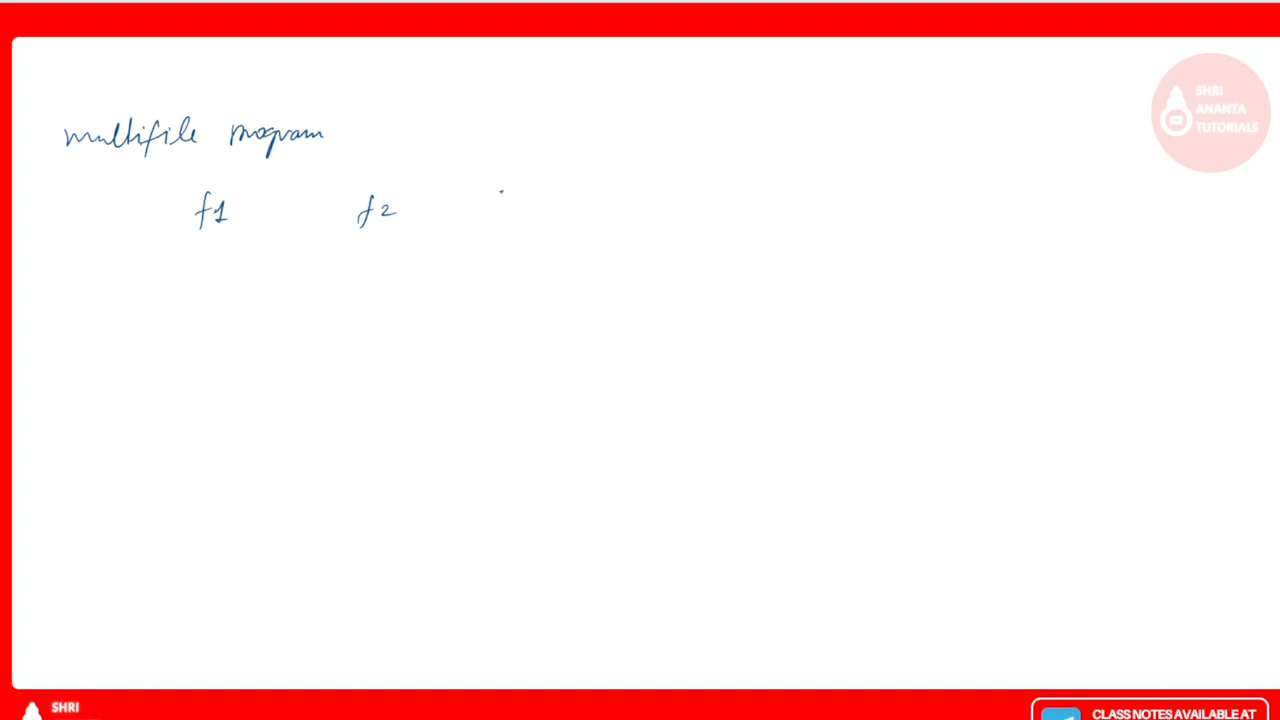 SHRI
ANANTA
TUTORIALS
multifile program
f1 f2
SHRI
CLASS NOTES AVAILABLE AT